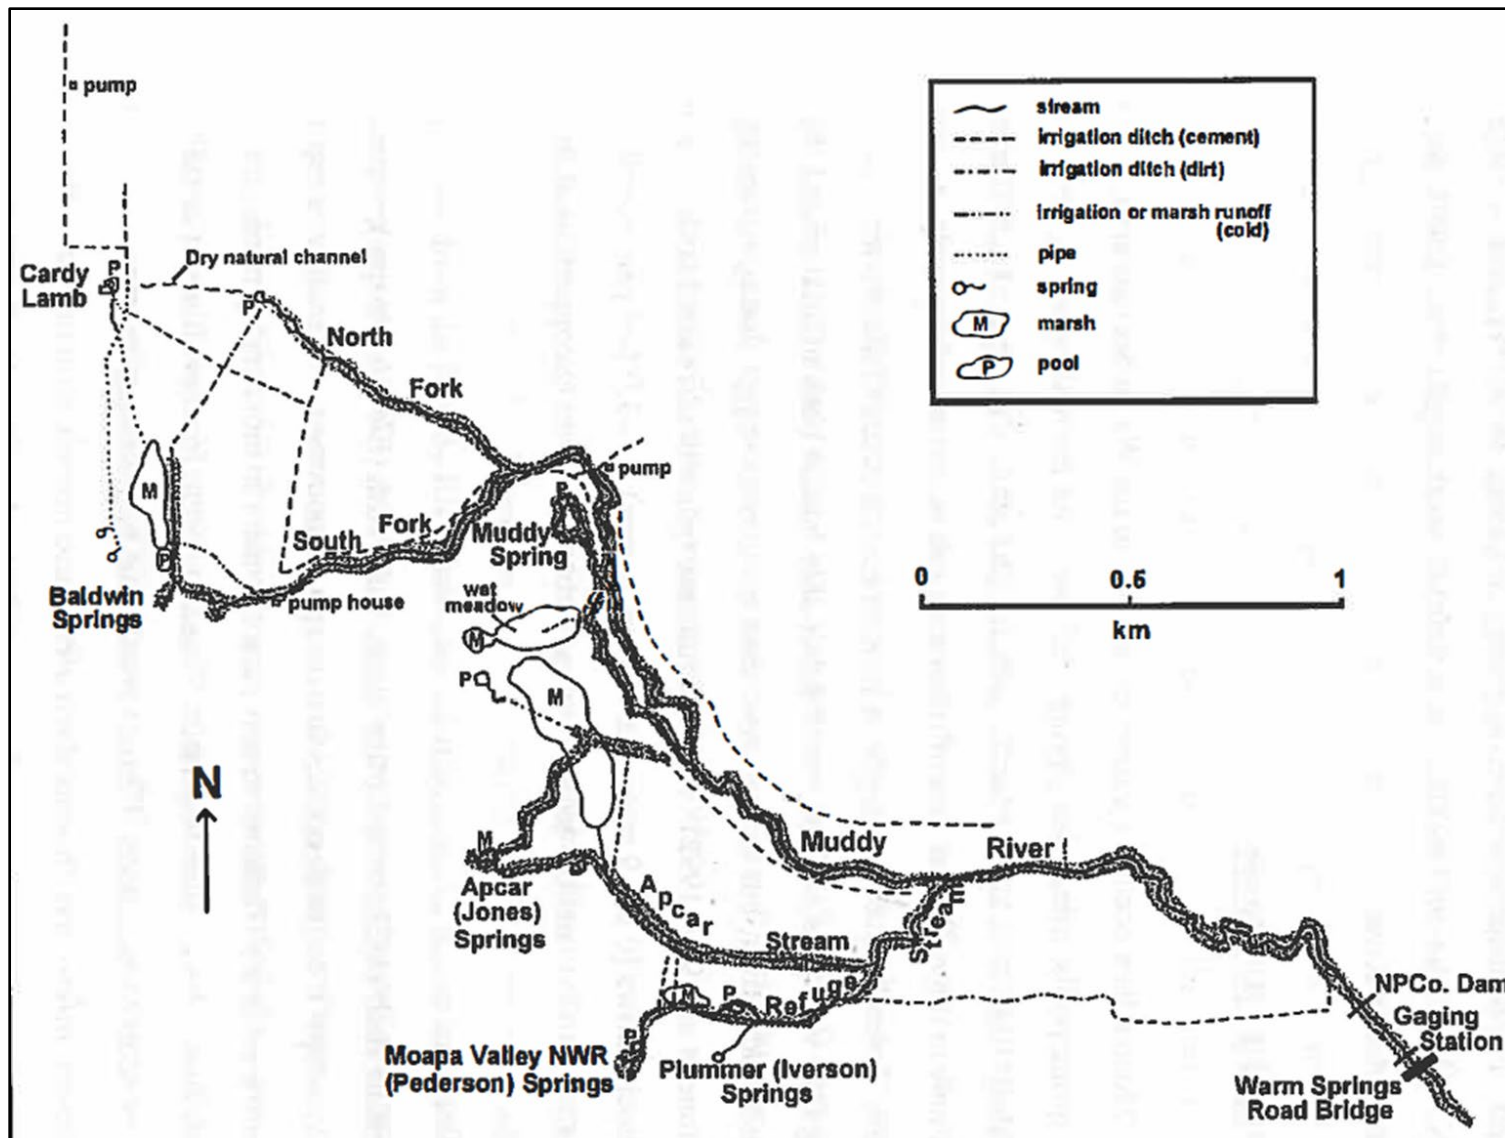 pump
stream
irrigation ditch (cement)
irrigation ditch (dirt)
irrigation or marsh runoff
(cold)
pipe
spring
M
marsh
P
pool
Dry natural channel
Cardy
Lamb
P
P
North
Fork
pump
M
P
Baldwin
Springs
South
Fork
pump house
P
Muddy
Spring
wet
meadow
M
P
M
0
0.5
1
km
N
M
Apcar
(Jones)
Springs
Apcar
Stream
Muddy
River
Stream
Refuge
M
P
P
Moapa Valley NWR
(Pederson) Springs
Plummer (Iverson)
Springs
NPCo. Dam
Gaging
Station
Warm Springs
Road Bridge